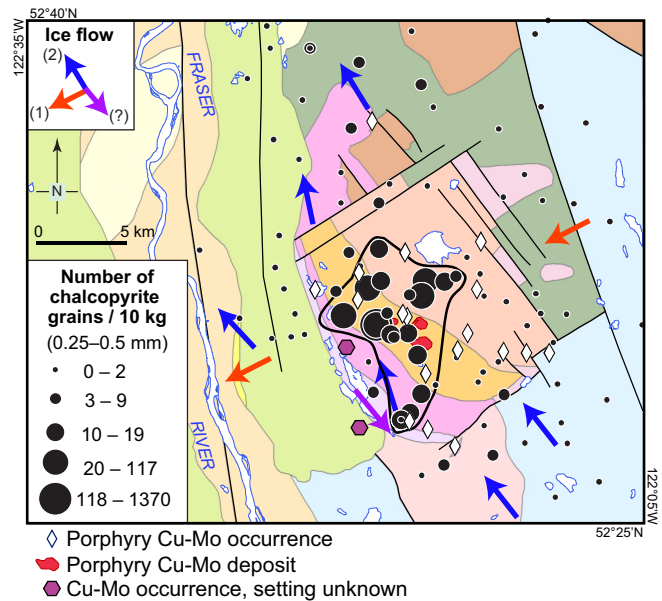 52°40'N
122°35'W
Ice flow
(2)
(1)
(?)
N
0 5 km
FRASER
RIVER
Number of
chalcopyrite
grains / 10 kg
(0.25–0.5 mm)
0 – 2
3 – 9
10 – 19
20 – 117
118 – 1370
122°05'W
52°25'N
Porphyry Cu-Mo occurrence
Porphyry Cu-Mo deposit
Cu-Mo occurrence, setting unknown